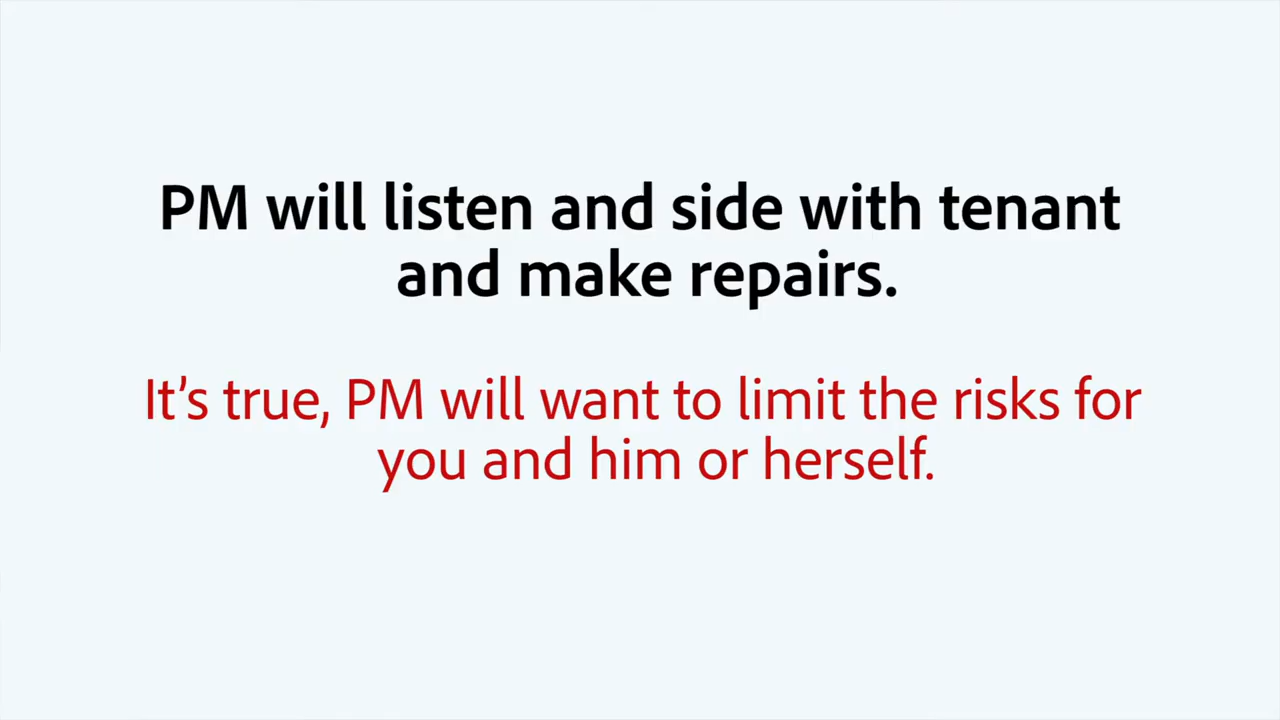 PM will listen and side with tenant
and make repairs.
It’s true, PM will want to limit the risks for
you and him or herself.